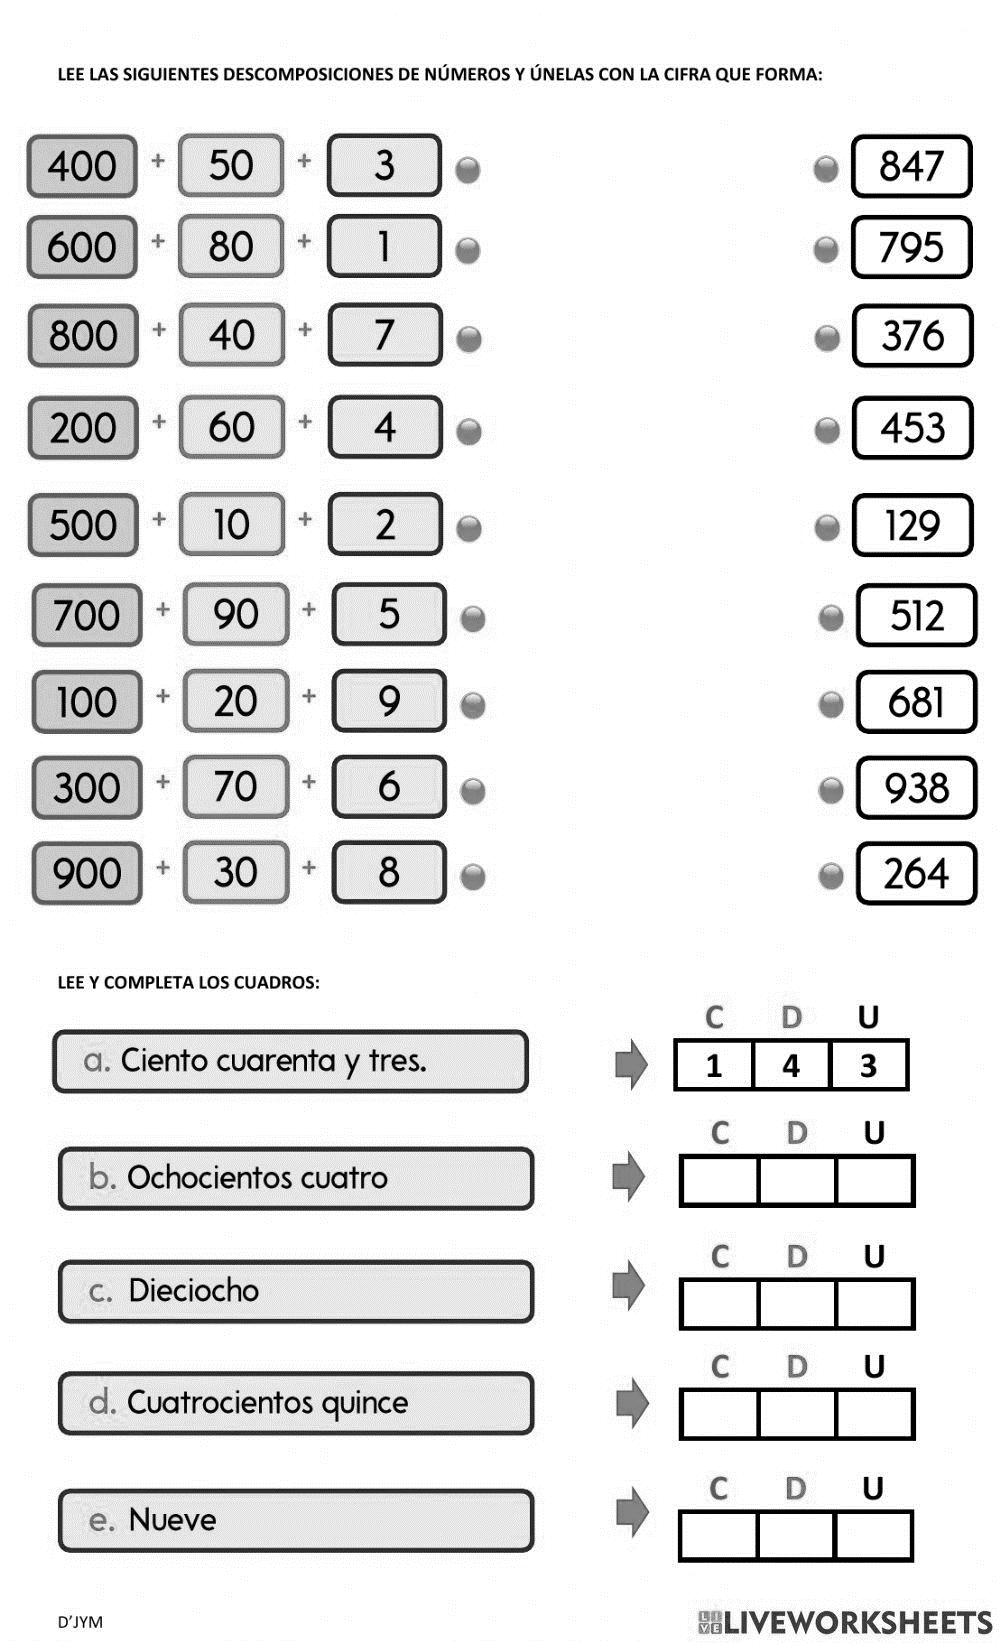 LEE LAS SIGUIENTES DESCOMPOSICIONES DE NÚMEROS Y ÚNELAS CON LA CIFRA QUE FORMA:
400 + 50 + 3 847
600 + 80 + 1 795
800 + 40 + 7 376
200 + 60 + 4 453
500 + 10 + 2 129
700 + 90 + 5 512
100 + 20 + 9 681
300 + 70 + 6 938
900 + 30 + 8 264
LEE Y COMPLETA LOS CUADROS:
C D U
a. Ciento cuarenta y tres. 1 4 3
C D U
b. Ochocientos cuatro
C D U
c. Dieciocho
C D U
d. Cuatrocientos quince
C D U
e. Nueve
D'JYM
LIVE LIVEWORKSHEETS